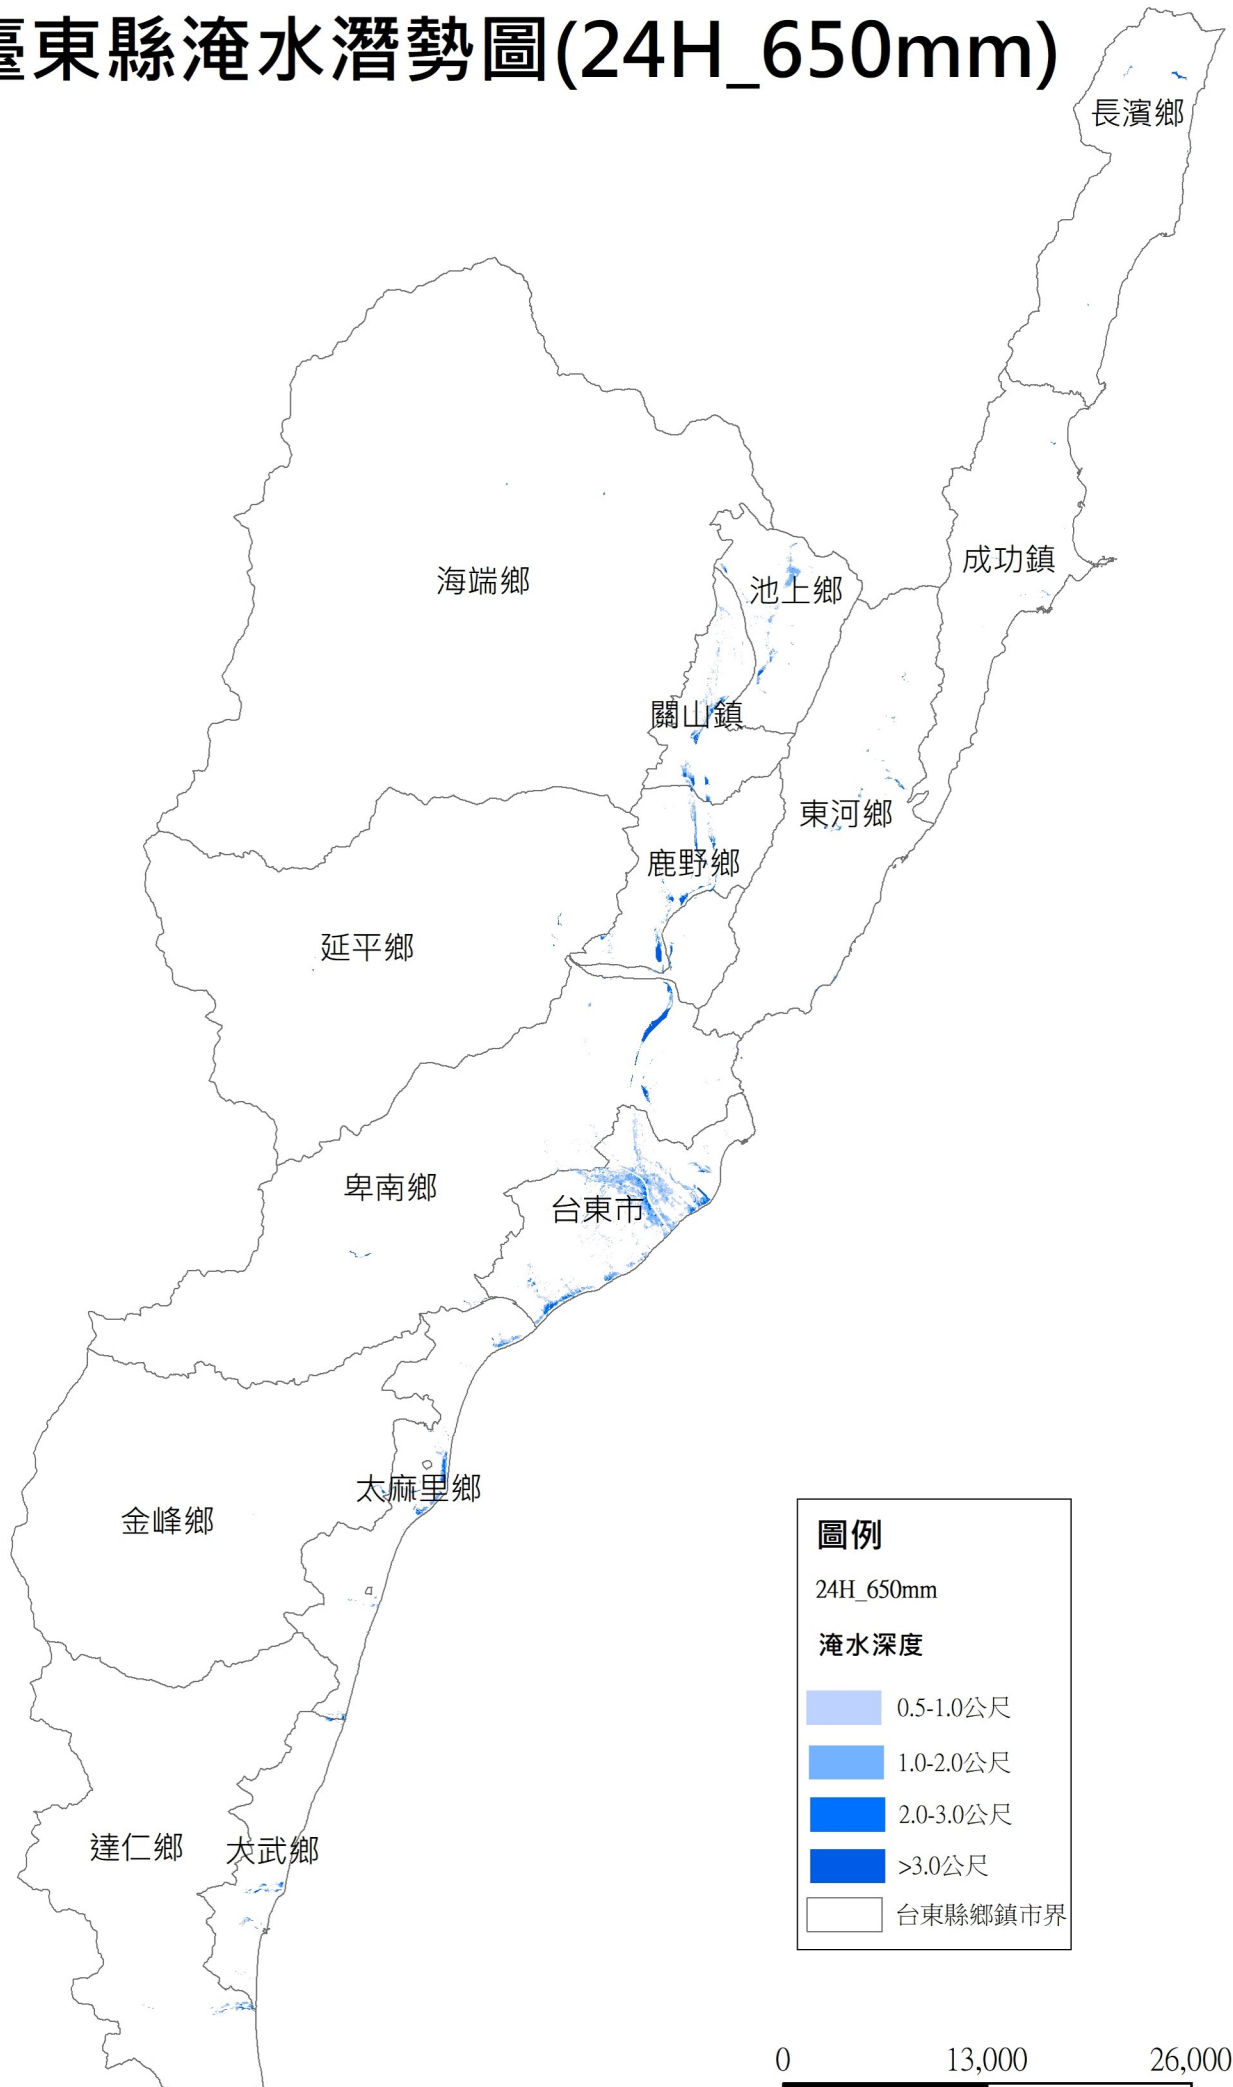 臺東縣淹水潛勢圖(24H_650mm)
長濱鄉
成功鎮
海端鄉
池上鄉
關山鎮
東河鄉
鹿野鄉
延平鄉
卑南鄉
台東市
太麻里鄉
金峰鄉
達仁鄉
大武鄉
圖例
24H_650mm
淹水深度
0.5-1.0公尺
1.0-2.0公尺
2.0-3.0公尺
>3.0公尺
台東縣鄉鎮市界
0 13,000 26,000